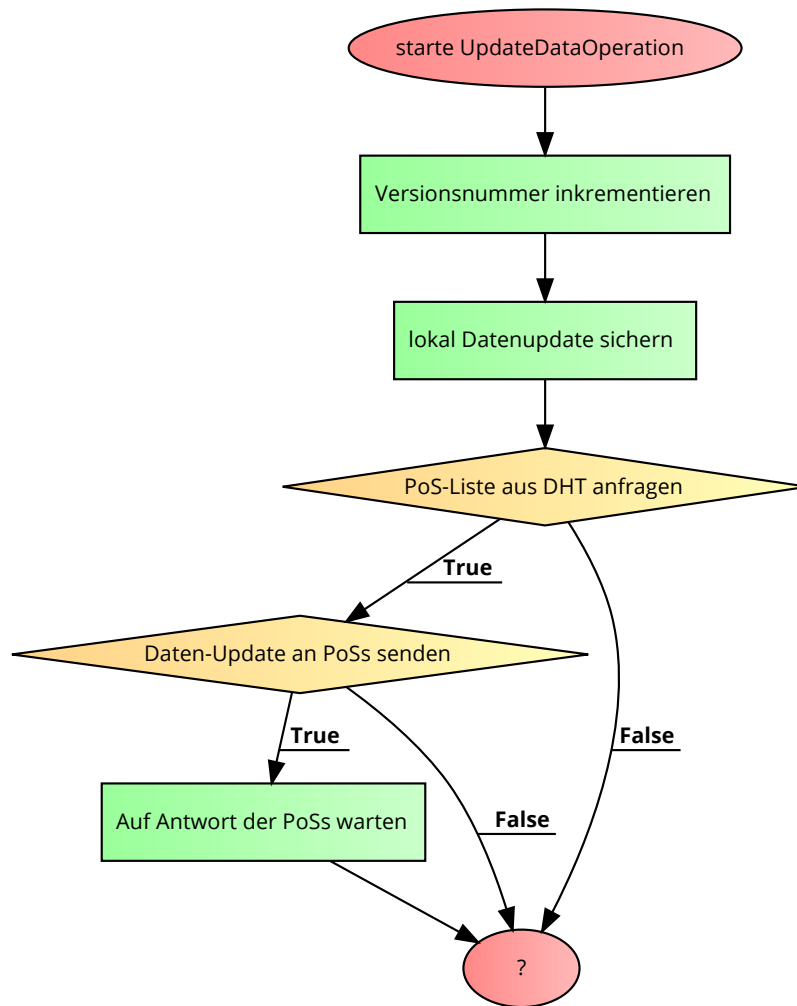 starte UpdateDataOperation
Versionsnummer inkrementieren
lokal Datenupdate sichern
PoS-Liste aus DHT anfragen
True
Daten-Update an PoSs senden
True
False
Auf Antwort der PoSs warten
False
?